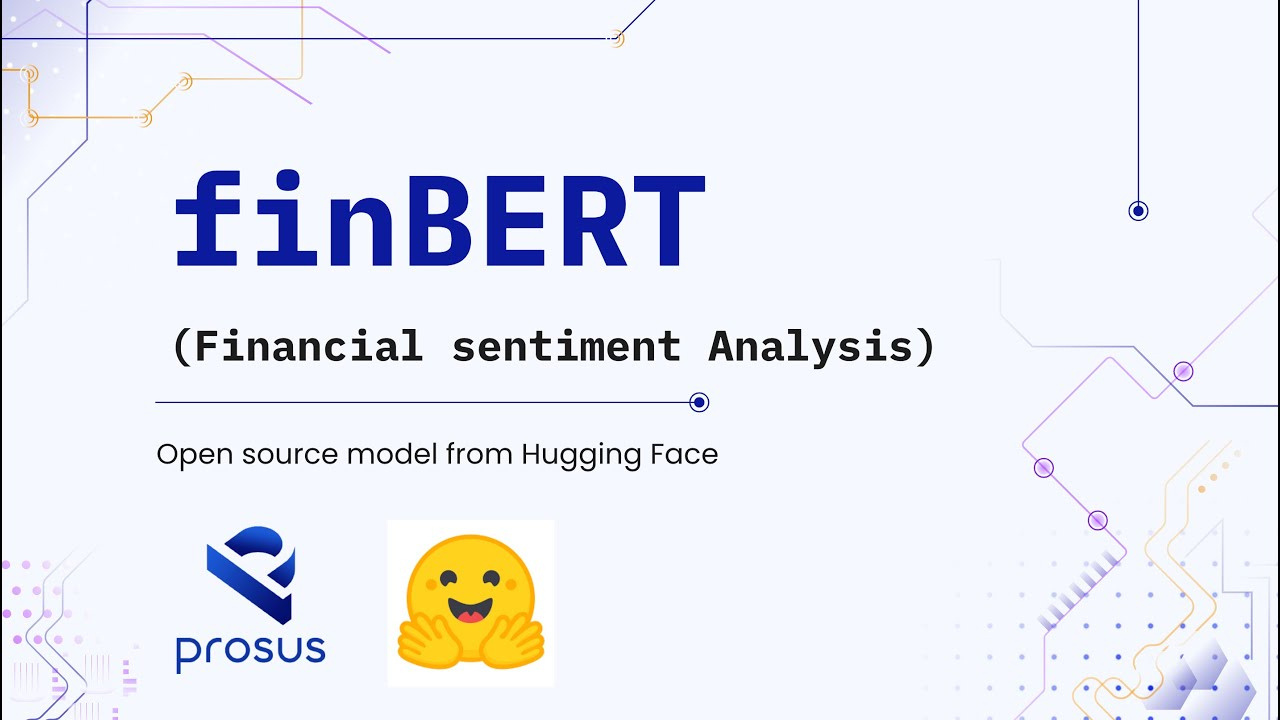 finBERT
(Financial sentiment Analysis)
Open source model from Hugging Face
prosus